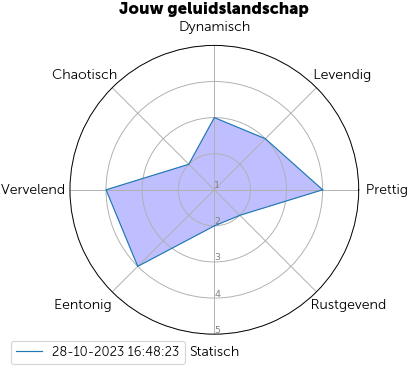 Jouw geluidslandschap
Dynamisch
Chaotisch
Levendig
Vervelend
1
Prettig
2
3
4
Eentonig
Rustgevend
5
28-10-2023 16:48:23
Statisch